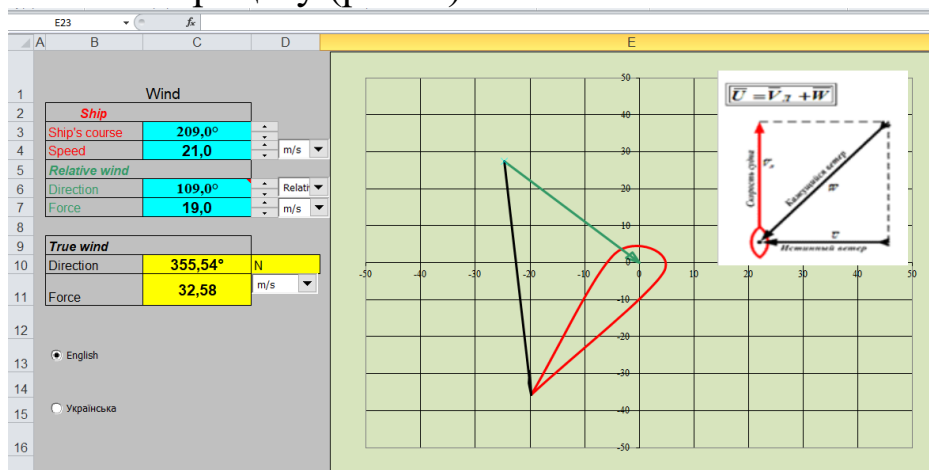 E23 fx
A B C D E
1 Wind
2 Ship
3 Ship's course 209,0°
4 Speed 21,0 m/s
5 Relative wind
6 Direction 109,0° Relati
7 Force 19,0 m/s
8
9 True wind
10 Direction 355,54° N
11 Force 32,58 m/s
12
13 English
14
15 Українська
16
50
40
30
20
10
0
-50 -40 -30 -20 -10 0 10 20 30 40 50
-10
-20
-30
-40
-50
Скорость судна
Кажущийся ветер
W
v
Истинный ветер